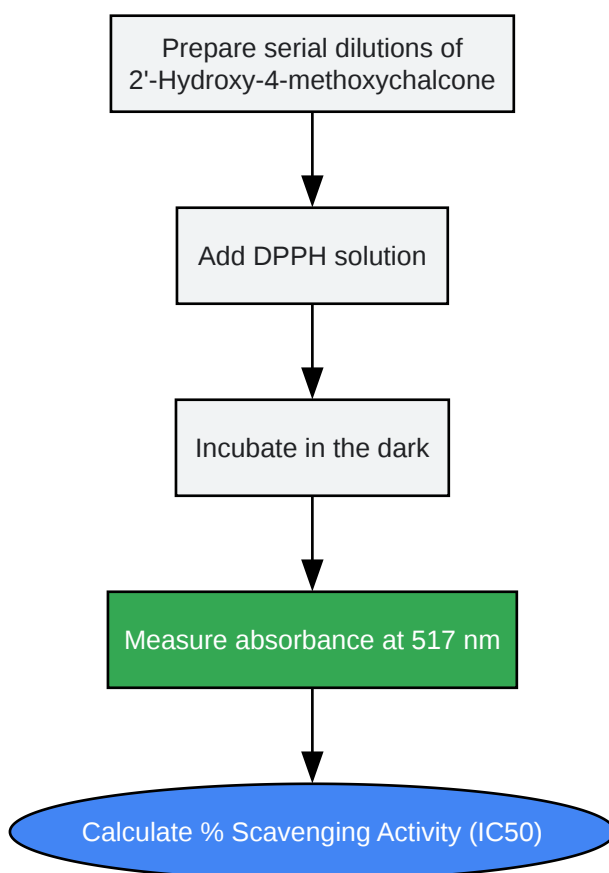 Prepare serial dilutions of
2'-Hydroxy-4-methoxychalcone
Add DPPH solution
Incubate in the dark
Measure absorbance at 517 nm
Calculate % Scavenging Activity (IC50)